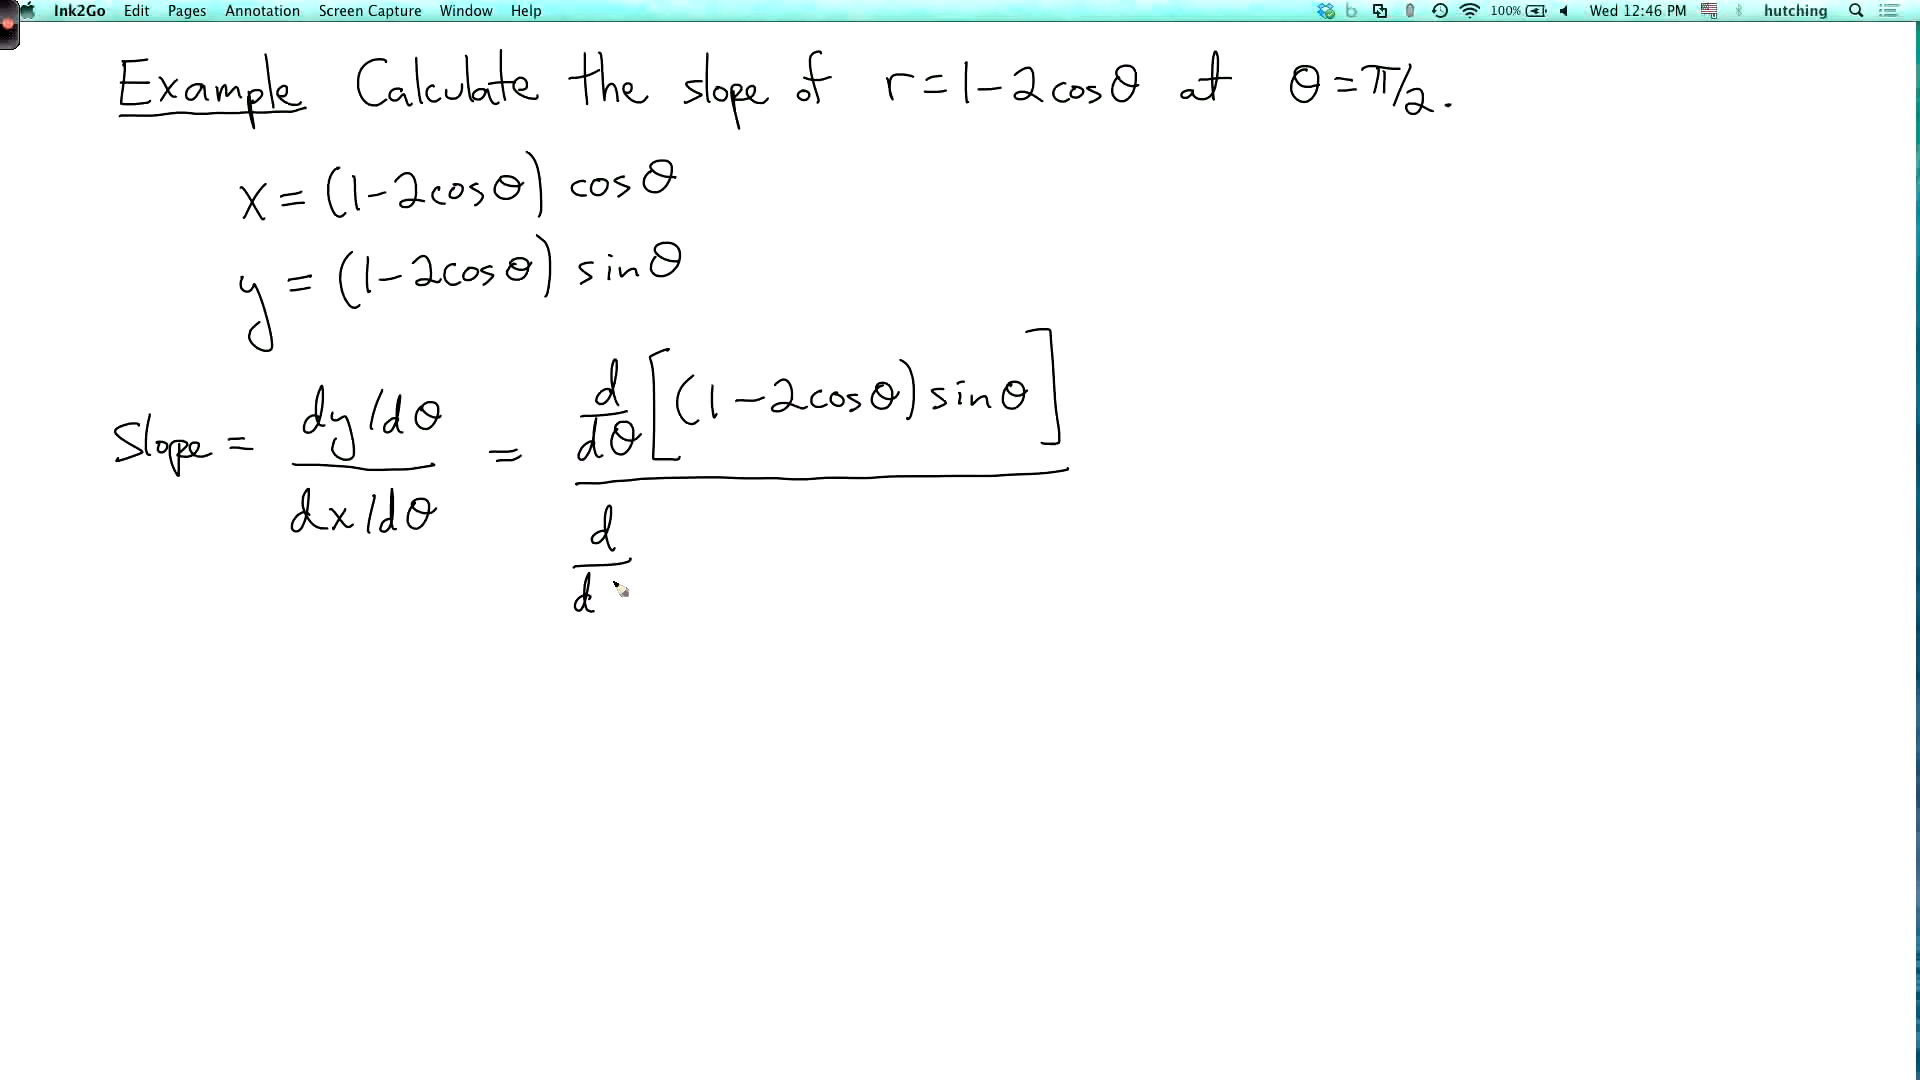 Ink2Go Edit Pages Annotation Screen Capture Window Help 100% Wed 12:46 PM hutching
Example Calculate the slope of r=1-2cosθ at θ=π/2.
x=(1-2cosθ) cosθ
y=(1-2cosθ) sinθ
Slope = dy/dθ / dx/dθ = d/dθ[(1-2cosθ)sinθ] / d/d